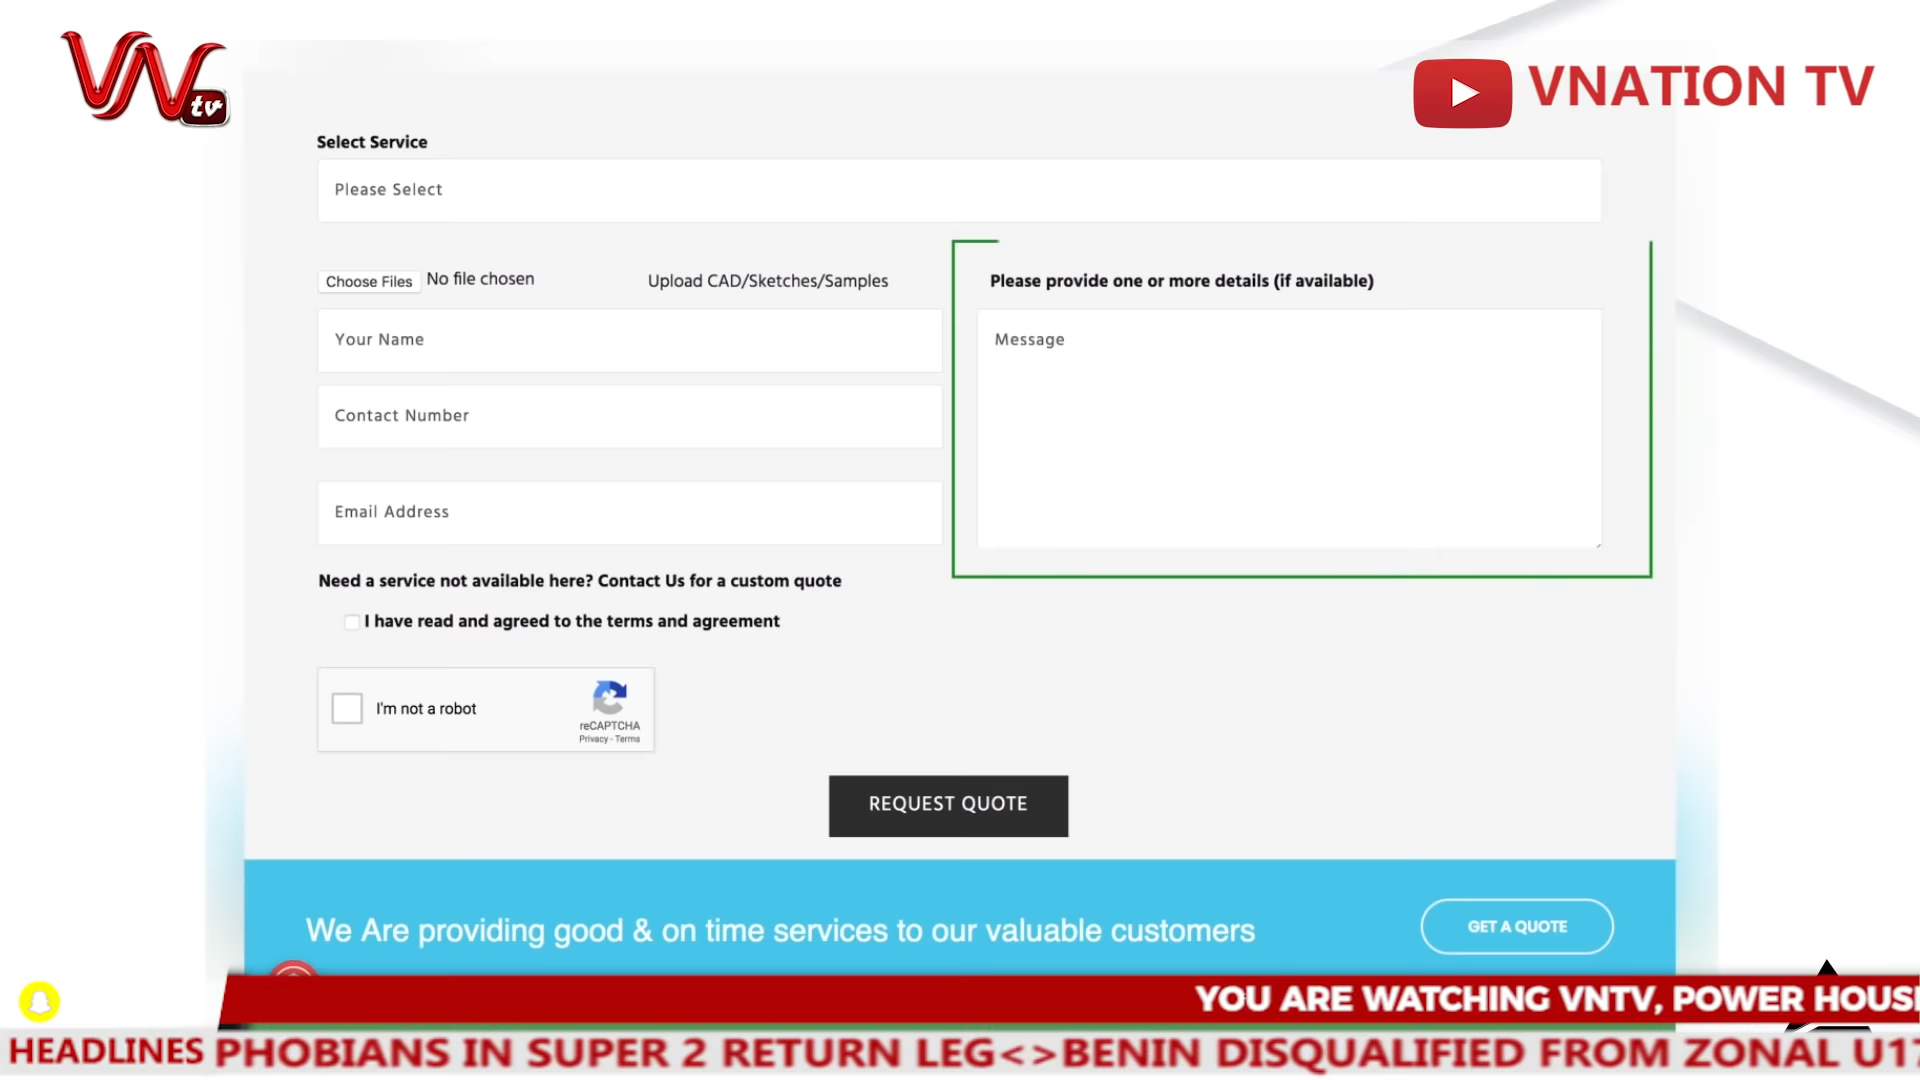 VN tv
VNATION TV
Select Service
Please Select
Choose Files No file chosen
Upload CAD/Sketches/Samples
Please provide one or more details (if available)
Your Name
Message
Contact Number
Email Address
Need a service not available here? Contact Us for a custom quote
I have read and agreed to the terms and agreement
I'm not a robot
reCAPTCHA
Privacy - Terms
REQUEST QUOTE
We Are providing good & on time services to our valuable customers
GET A QUOTE
YOU ARE WATCHING VNTV, POWER HOUS
HEADLINES PHOBIANS IN SUPER 2 RETURN LEG<>BENIN DISQUALIFIED FROM ZONAL U17